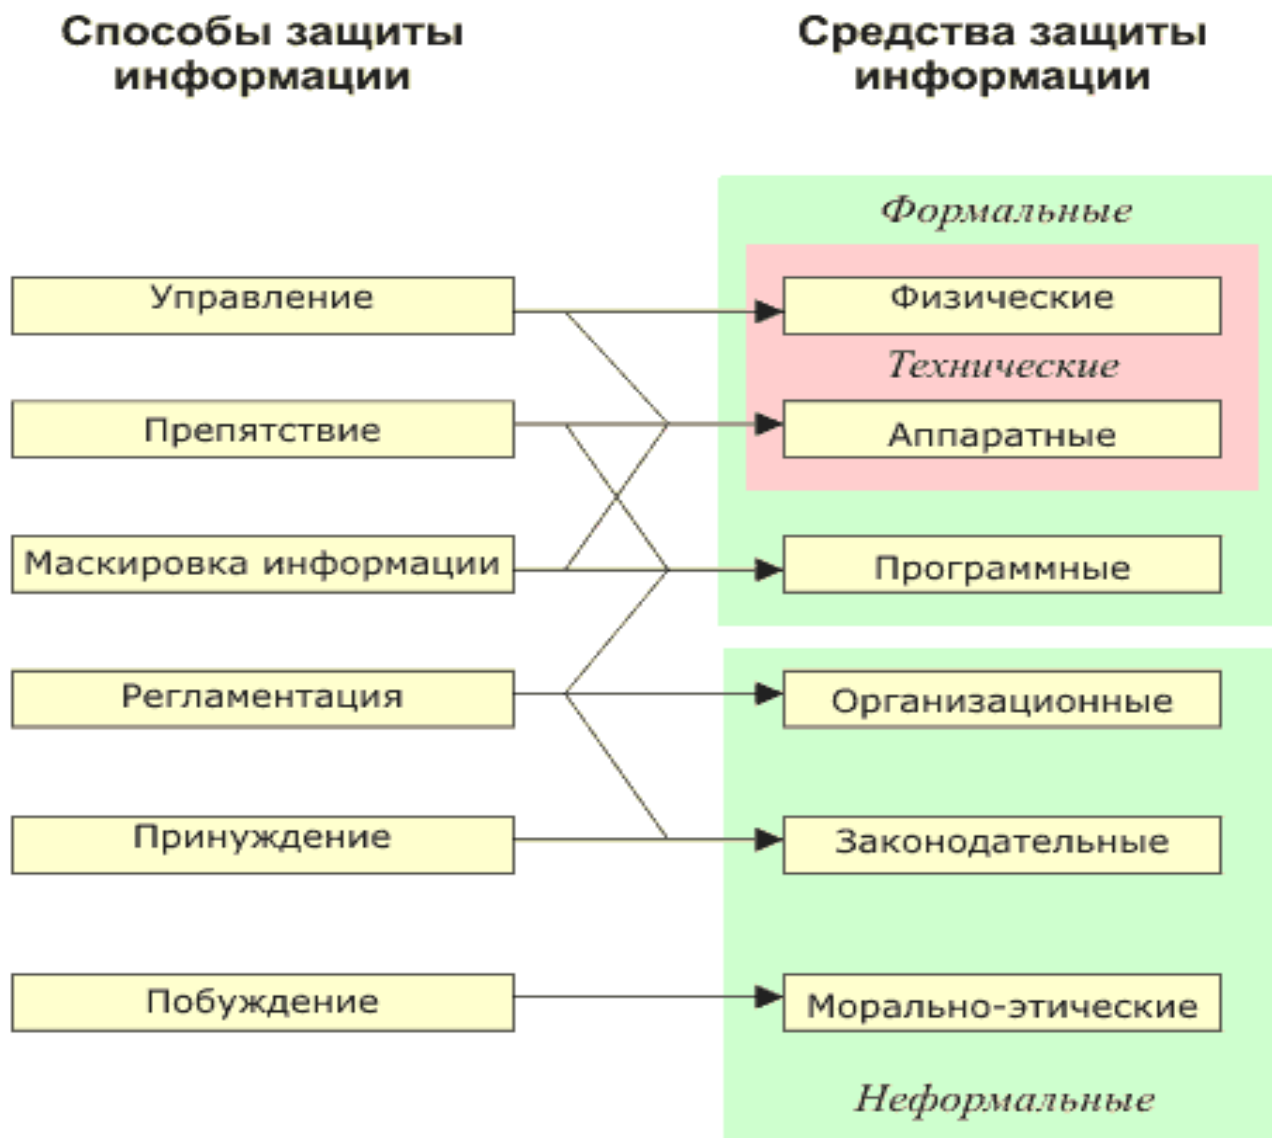 Способы защиты
информации
Средства защиты
информации
Формальные
Управление
Физические
Технические
Препятствие
Аппаратные
Маскировка информации
Программные
Регламентация
Организационные
Принуждение
Законодательные
Побуждение
Морально-этические
Неформальные